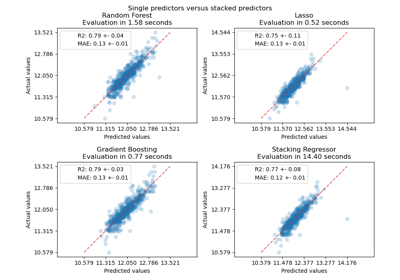 Single predictors versus stacked predictors
Random Forest
Evaluation in 1.58 seconds
13.521
12.786
12.050
11.315
10.579
Actual values
R2: 0.79 +- 0.04
MAE: 0.13 +- 0.01
10.579 11.315 12.050 12.786 13.521
Predicted values
Lasso
Evaluation in 0.52 seconds
14.544
13.553
12.562
11.570
10.579
Actual values
R2: 0.75 +- 0.11
MAE: 0.13 +- 0.01
10.579 11.570 12.562 13.553 14.544
Predicted values
Gradient Boosting
Evaluation in 0.77 seconds
13.521
12.786
12.050
11.315
10.579
Actual values
R2: 0.79 +- 0.03
MAE: 0.13 +- 0.01
10.579 11.315 12.050 12.786 13.521
Predicted values
Stacking Regressor
Evaluation in 14.40 seconds
14.176
13.277
12.377
11.478
10.579
Actual values
R2: 0.77 +- 0.08
MAE: 0.12 +- 0.01
10.579 11.478 12.377 13.277 14.176
Predicted values